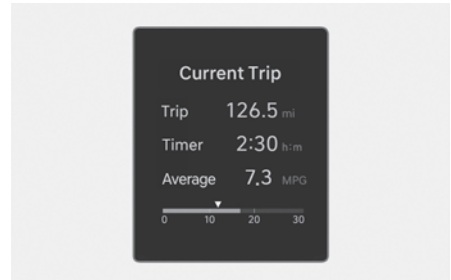 Current Trip
Trip 126.5 mi
Timer 2:30 h:m
Average 7.3 MPG
0 10 20 30